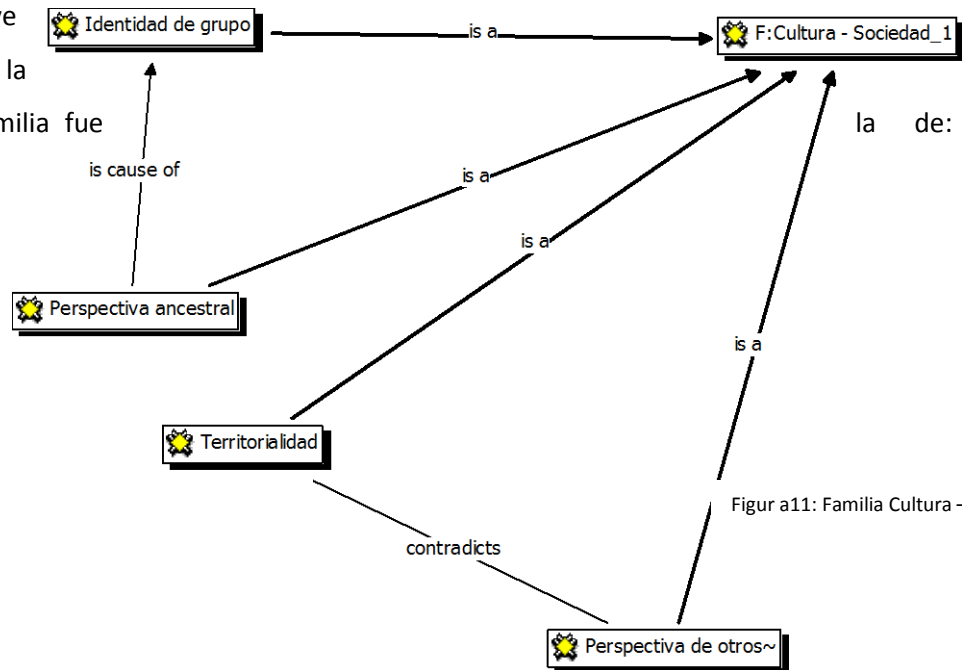 ve
Identidad de grupo
is a
F:Cultura - Sociedad_1
la
milia fue
la de:
is cause of
is a
is a
Perspectiva ancestral
is a
Territorialidad
Figur a11: Familia Cultura –
contradicts
Perspectiva de otros~